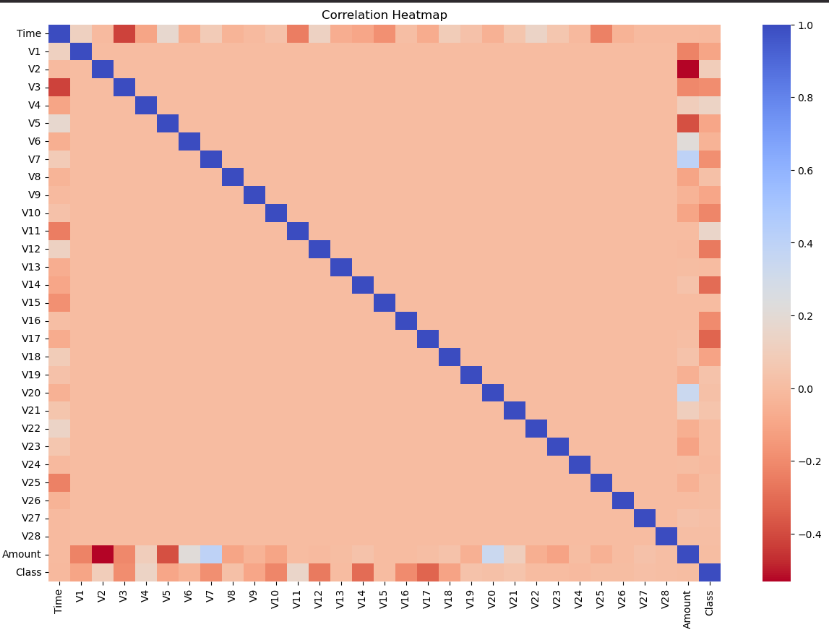 Correlation Heatmap
Time
V1
V2
V3
V4
V5
V6
V7
V8
V9
V10
V11
V12
V13
V14
V15
V16
V17
V18
V19
V20
V21
V22
V23
V24
V25
V26
V27
V28
Amount
Class
Time
V1
V2
V3
V4
V5
V6
V7
V8
V9
V10
V11
V12
V13
V14
V15
V16
V17
V18
V19
V20
V21
V22
V23
V24
V25
V26
V27
V28
Amount
Class
1.0
0.8
0.6
0.4
0.2
0.0
−0.2
−0.4